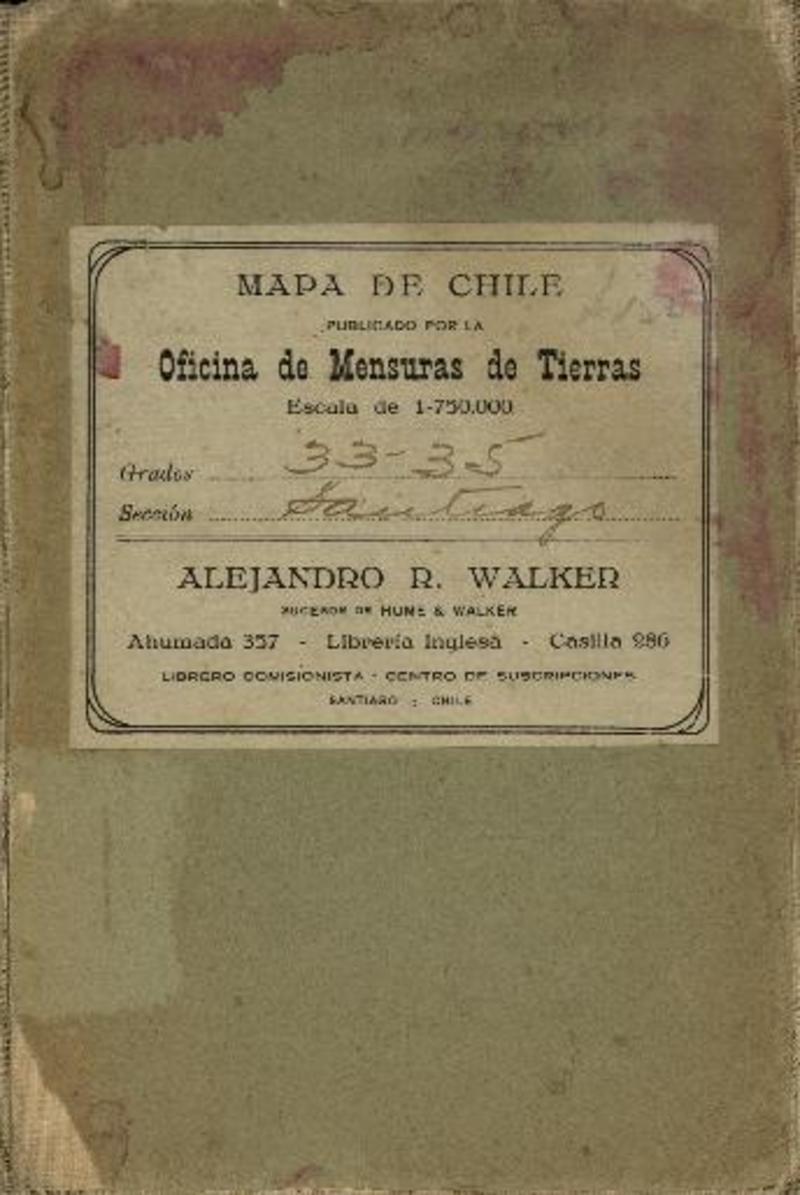 MAPA DE CHILE
PUBLICADO POR LA
Oficina de Mensuras de Tierras
Escala de 1-750.000
Grados 33-35
Sección Santiago
ALEJANDRO R. WALKER
SUCESOR DE HUME & WALKER
Ahumada 357 - Librería Inglesa - Casilla 286
LIBRERO COMISIONISTA - CENTRO DE SUSCRIPCIONES
SANTIAGO : CHILE